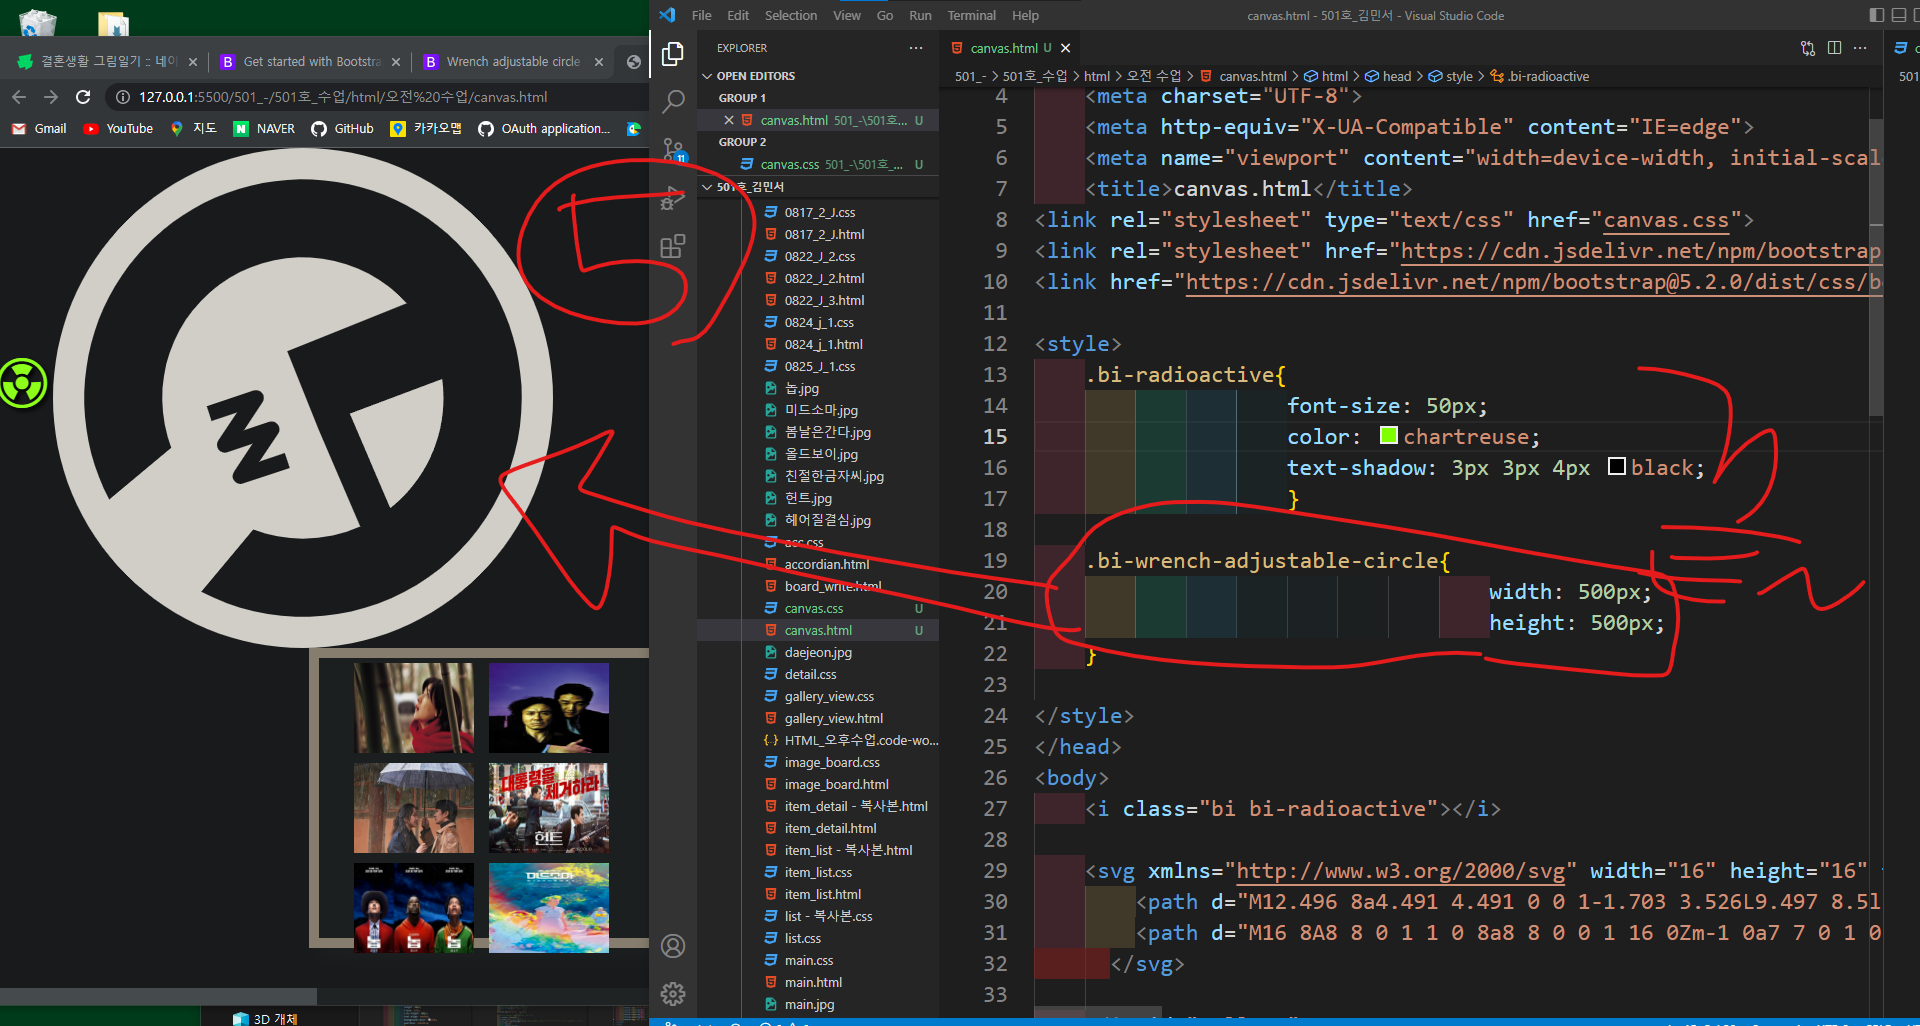 File Edit Selection View Go Run Terminal Help
canvas.html - 501호_김민서 - Visual Studio Code
결혼생활 그림일기 :: 네이
Get started with Bootstra
Wrench adjustable circle
127.0.0.1:5500/501_-/501호_수업/html/오전%20수업/canvas.html
Gmail YouTube 지도 NAVER GitHub 카카오맵 OAuth application...
5
EXPLORER
OPEN EDITORS
GROUP 1
canvas.html 501_-\501호... U
GROUP 2
canvas.css 501_-\501호_... U
501호_김민서
0817_2_J.css
0817_2_J.html
0822_J_2.css
0822_J_2.html
0822_J_3.html
0824_j_1.css
0824_j_1.html
0825_J_1.css
놉.jpg
미드소마.jpg
봄날은간다.jpg
올드보이.jpg
친절한금자씨.jpg
헌트.jpg
헤어질결심.jpg
acc.css
accordian.html
board_write.html
canvas.css U
canvas.html U
daejeon.jpg
detail.css
gallery_view.css
gallery_view.html
HTML_오후수업.code-wo...
image_board.css
image_board.html
item_detail - 복사본.html
item_detail.html
item_list - 복사본.html
item_list.css
item_list.html
list - 복사본.css
list.css
main.css
main.html
main.jpg
canvas.html U
501_- > 501호_수업 > html > 오전 수업 > canvas.html > html > head > style > .bi-radioactive
501
4 <meta charset="UTF-8">
5 <meta http-equiv="X-UA-Compatible" content="IE=edge">
6 <meta name="viewport" content="width=device-width, initial-scal
7 <title>canvas.html</title>
8 <link rel="stylesheet" type="text/css" href="canvas.css">
9 <link rel="stylesheet" href="https://cdn.jsdelivr.net/npm/bootstrap
10 <link href="https://cdn.jsdelivr.net/npm/bootstrap@5.2.0/dist/css/b
11
12 <style>
13 .bi-radioactive{
14 font-size: 50px;
15 color: chartreuse;
16 text-shadow: 3px 3px 4px black;
17 }
18
19 .bi-wrench-adjustable-circle{
20 width: 500px;
21 height: 500px;
22 }
23
24 </style>
25 </head>
26 <body>
27 <i class="bi bi-radioactive"></i>
28
29 <svg xmlns="http://www.w3.org/2000/svg" width="16" height="16"
30 <path d="M12.496 8a4.491 4.491 0 0 1-1.703 3.526L9.497 8.5l
31 <path d="M16 8A8 8 0 1 1 0 8a8 8 0 0 1 16 0Zm-1 0a7 7 0 1 0
32 </svg>
33
대통령을
제거하라
헌트
미드소마
3D 개체